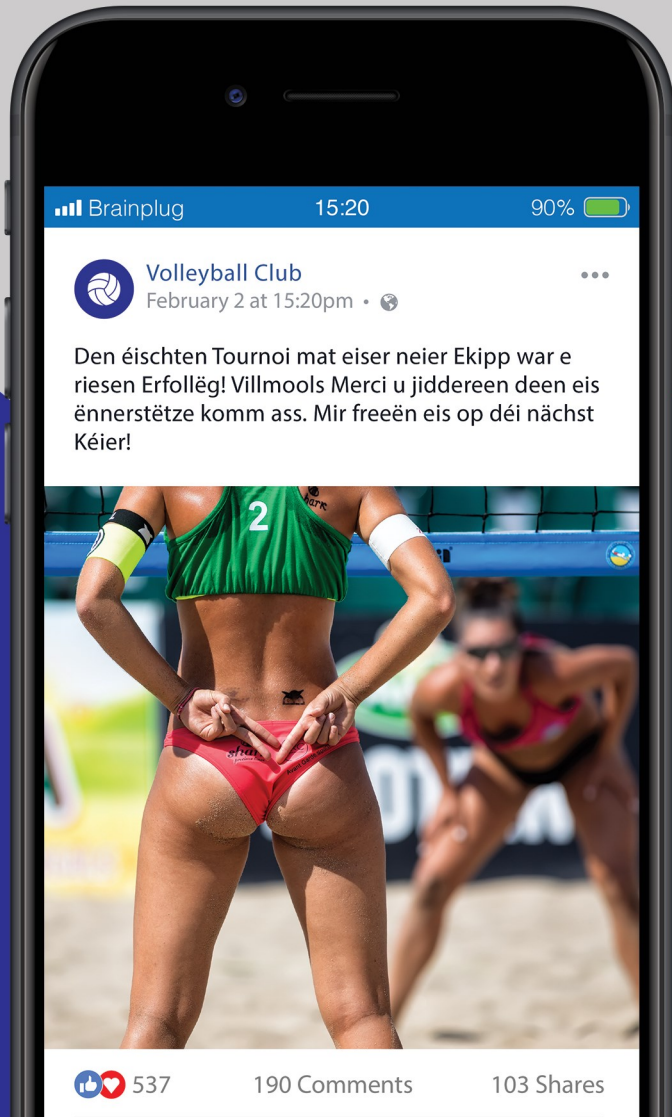 Brainplug 15:20 90%
Volleyball Club
February 2 at 15:20pm •
Den éischten Tournoi mat eiser neier Ekipp war e
riesen Erfollëg! Villmools Merci u jiddereen deen eis
ënnerstëtze komm ass. Mir freeën eis op déi nächst
Kéier!
2
537 190 Comments 103 Shares